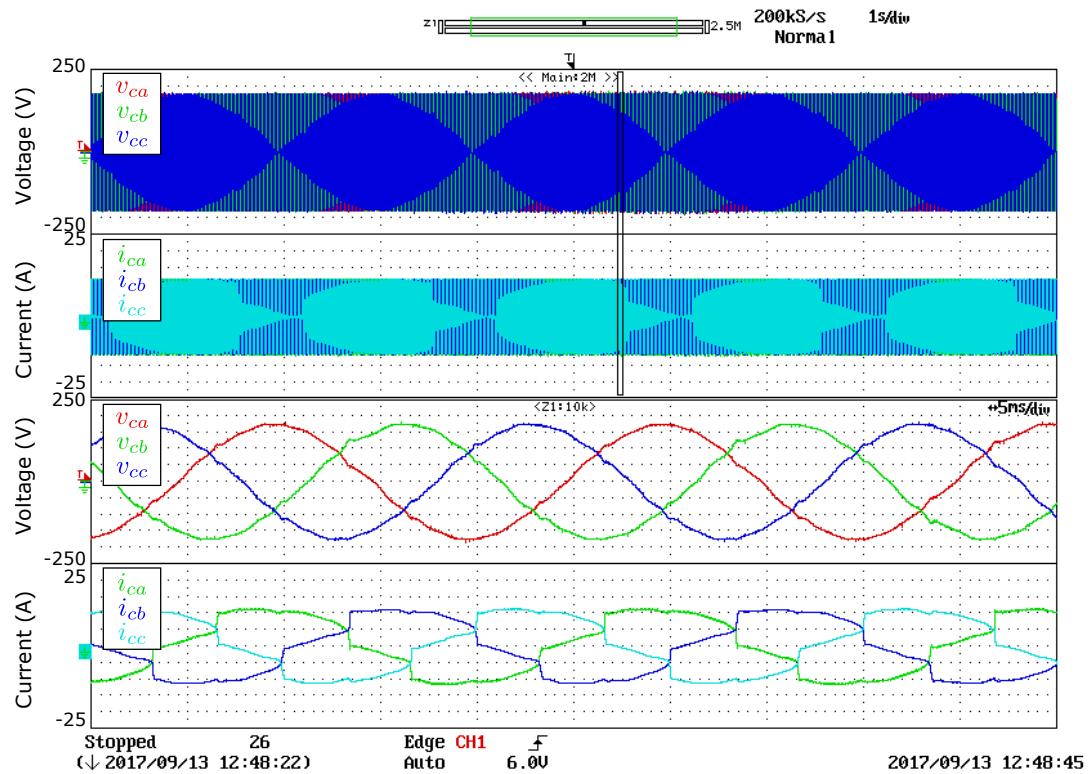 200kS/s 1s/div
Z1 2.5M
Normal
T
<< Main:2M >>
250
Voltage (V)
-250
v_ca
v_cb
v_cc
T
25
Current (A)
-25
i_ca
i_cb
i_cc
<Z1:10k>
↔5ms/div
250
Voltage (V)
-250
v_ca
v_cb
v_cc
T
25
Current (A)
-25
i_ca
i_cb
i_cc
Stopped 26 Edge CH1
(↓ 2017/09/13 12:48:22) Auto 6.0V 2017/09/13 12:48:45